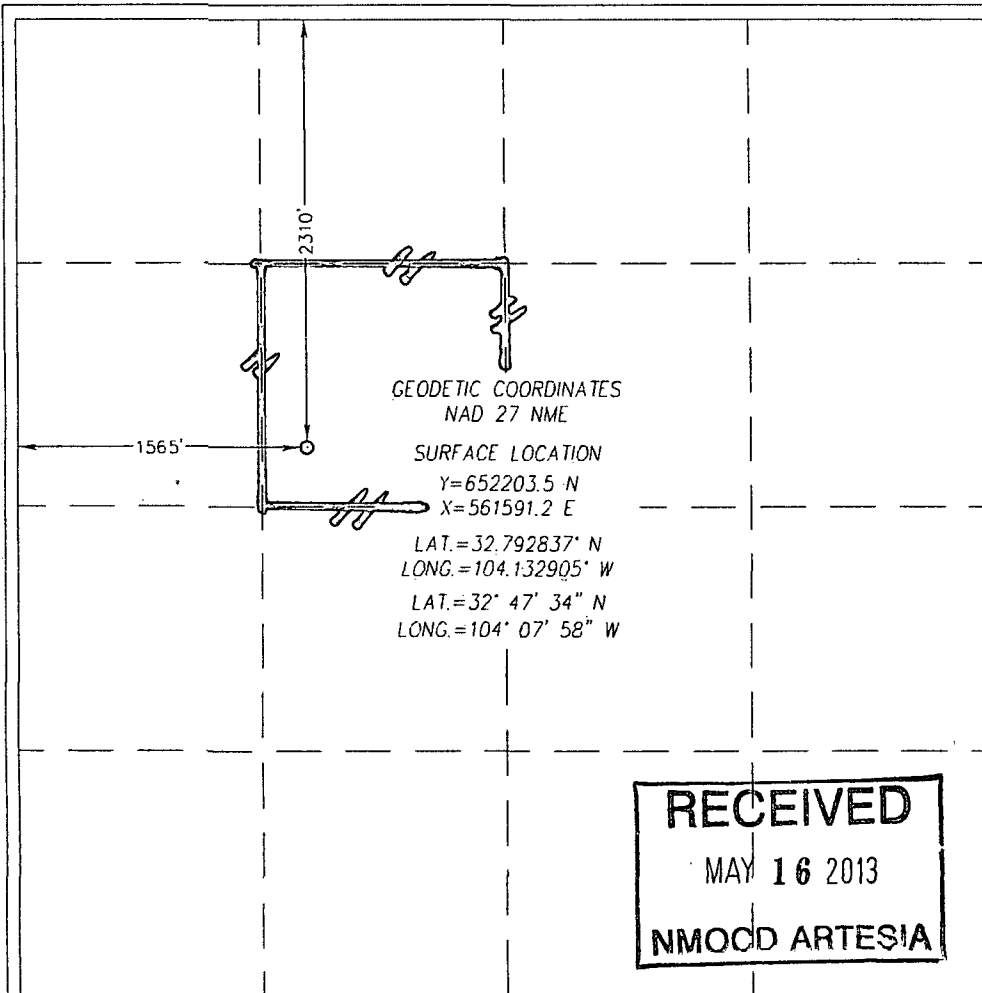 2310'
1565'
GEODETIC COORDINATES
NAD 27 NME
SURFACE LOCATION
Y=652203.5 N
X=561591.2 E
LAT.=32.792837° N
LONG.=104.132905° W
LAT.=32° 47' 34" N
LONG.=104° 07' 58" W
RECEIVED
MAY 16 2013
NMOCD ARTESIA